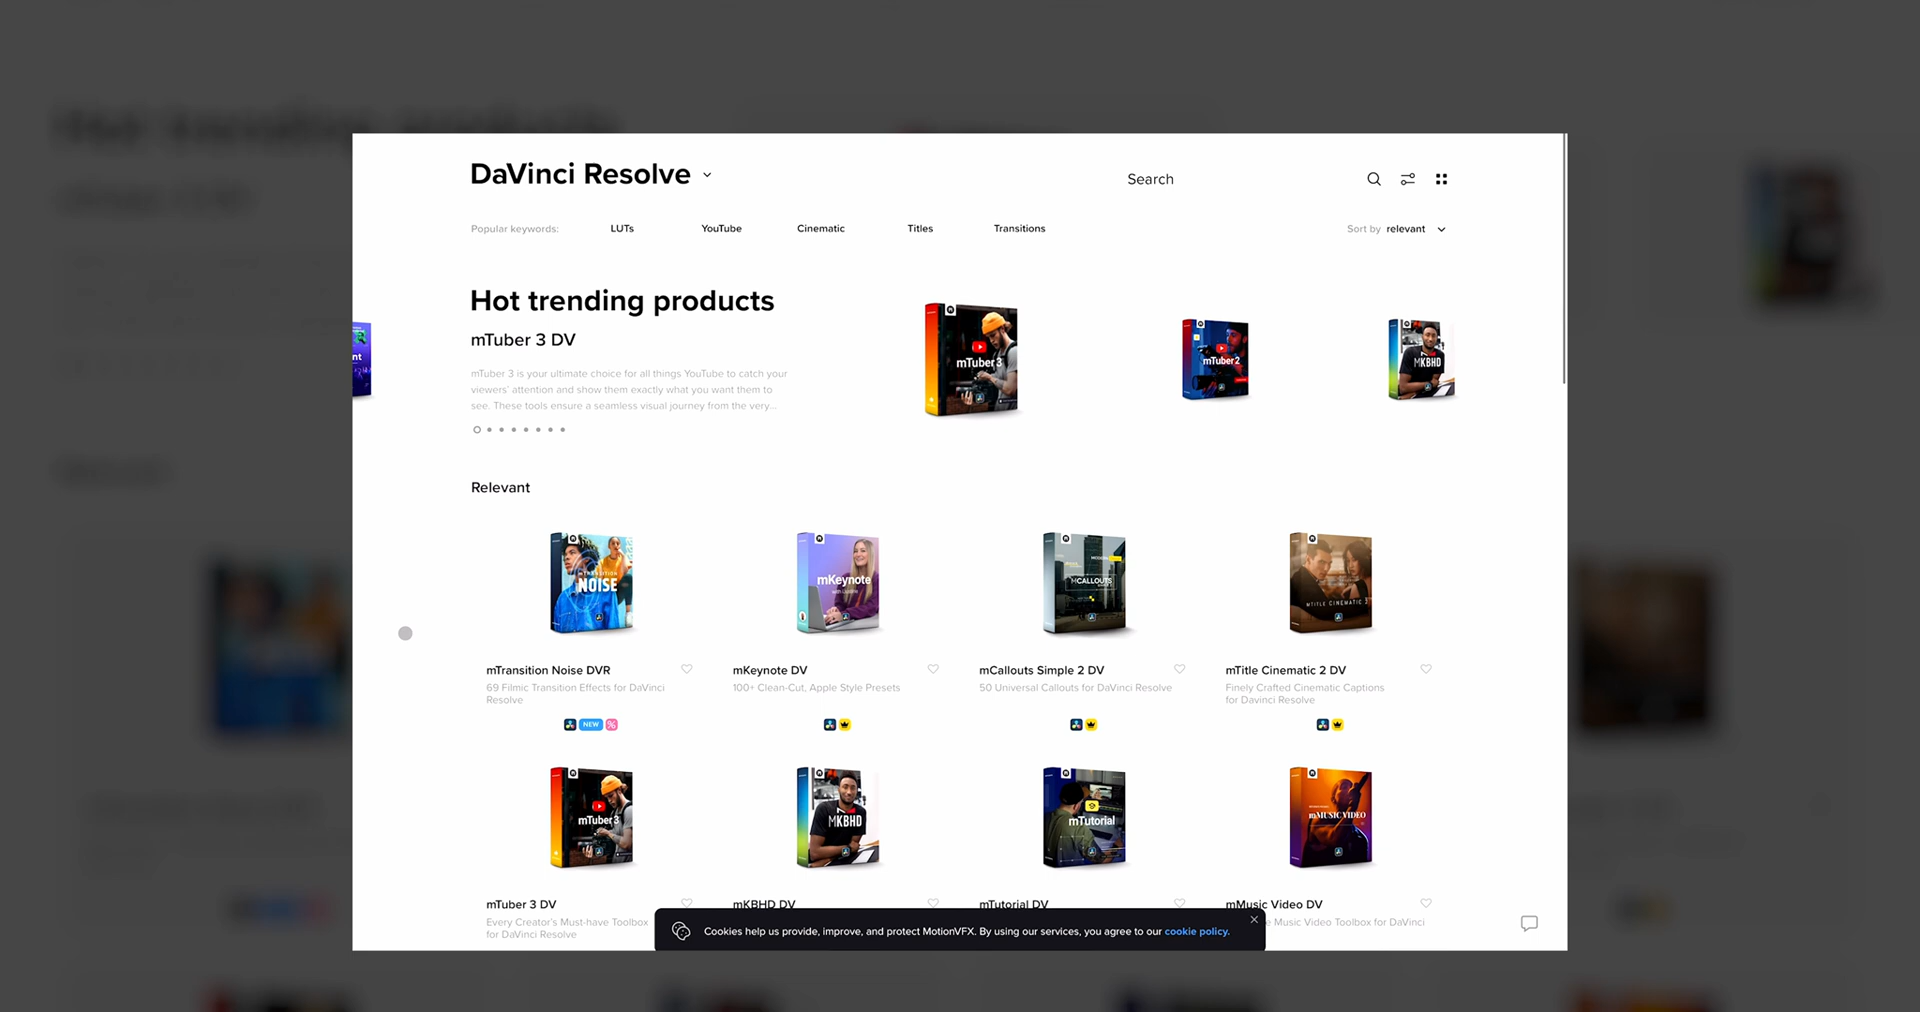 DaVinci Resolve
Search
Popular keywords:
LUTs
YouTube
Cinematic
Titles
Transitions
Sort by relevant
Hot trending products
mTuber 3 DV
mTuber 3 is your ultimate choice for all things YouTube to catch your
viewers' attention and show them exactly what you want them to
see. These tools ensure a seamless visual journey from the very...
nt
mTuber 3
mTuber 2
MKBHD
Relevant
mTRANSITION
NOISE
mKeynote
MCALLOUTS
MTITLE CINEMATIC 3
mTransition Noise DVR
69 Filmic Transition Effects for DaVinci
Resolve
NEW %
mKeynote DV
100+ Clean-Cut, Apple Style Presets
mCallouts Simple 2 DV
50 Universal Callouts for DaVinci Resolve
mTitle Cinematic 2 DV
Finely Crafted Cinematic Captions
for Davinci Resolve
mTuber 3
MKBHD
mTutorial
mMUSIC VIDEO
mTuber 3 DV
Every Creator's Must-have Toolbox
for DaVinci Resolve
mKBHD DV
mTutorial DV
mMusic Video DV
Music Video Toolbox for DaVinci
Cookies help us provide, improve, and protect MotionVFX. By using our services, you agree to our cookie policy.